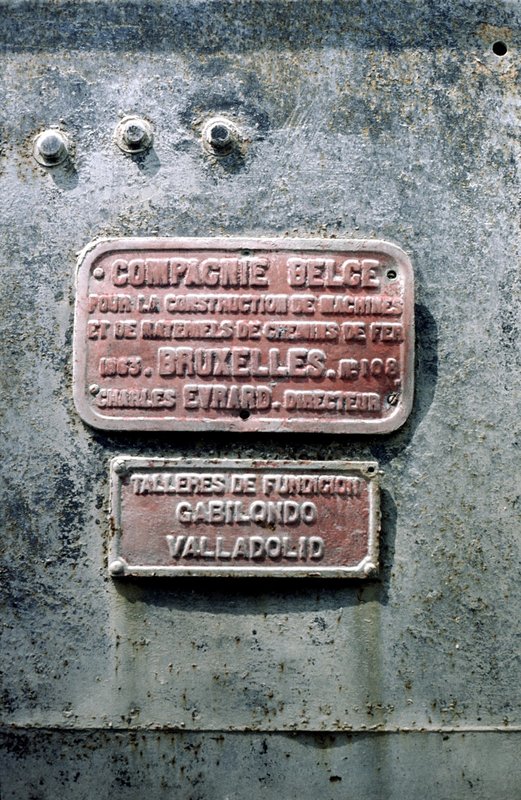 COMPAGNIE BELGE
POUR LA CONSTRUCTION DE MACHINES
ET DE MATERIELS DE CHEMINS DE FER
1863. BRUXELLES. No 108
CHARLES EVRARD. DIRECTEUR
TALLERES DE FUNDICION
GABILONDO
VALLADOLID